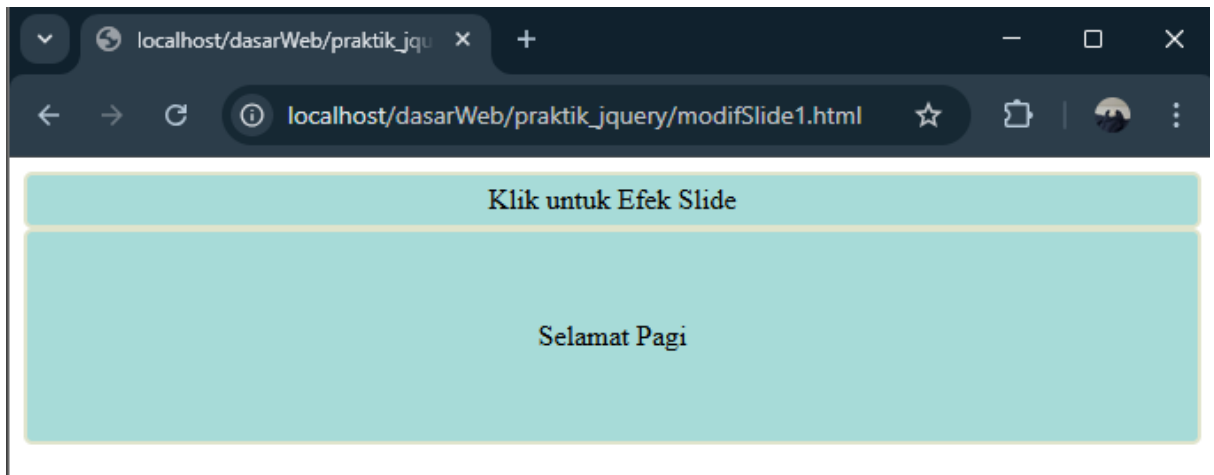 localhost/dasarWeb/praktik_jqu
localhost/dasarWeb/praktik_jquery/modifSlide1.html
Klik untuk Efek Slide
Selamat Pagi